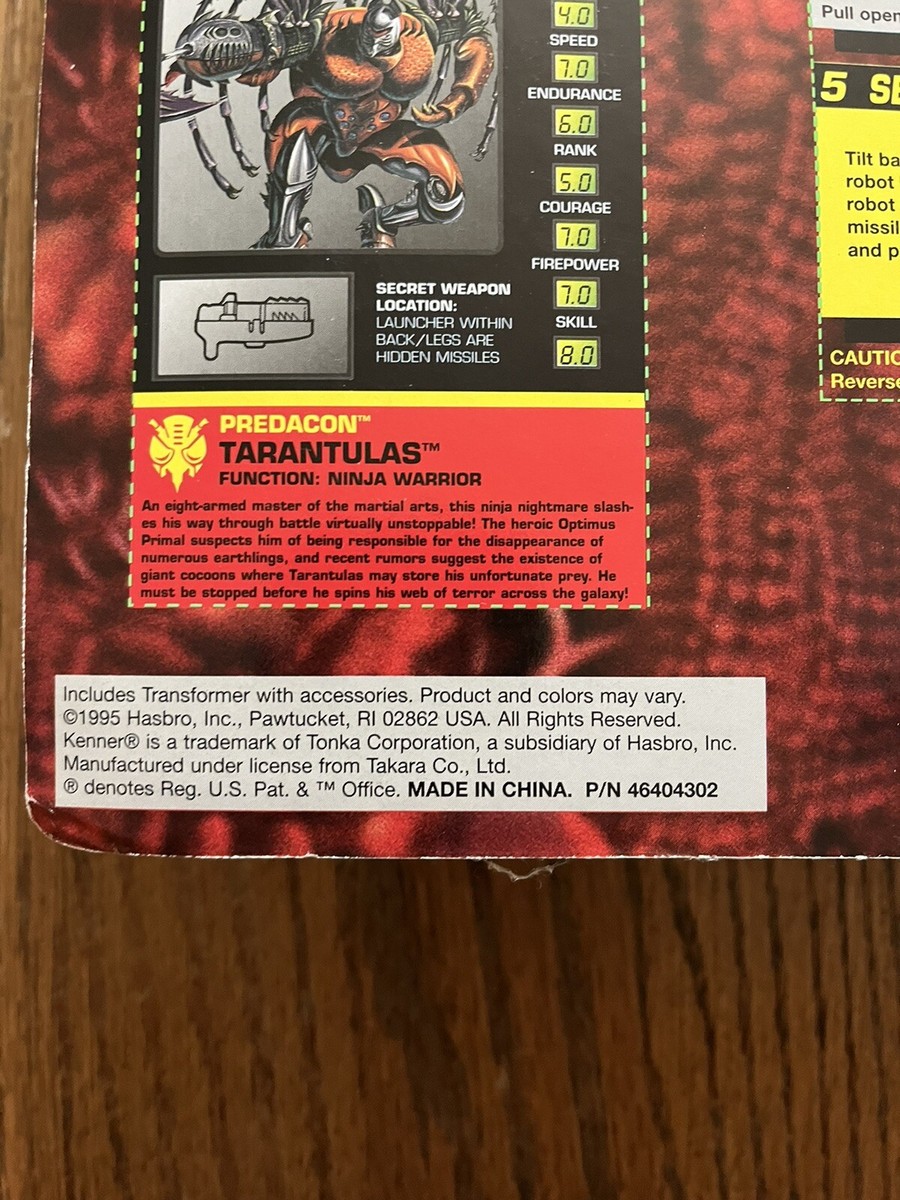 4.0
SPEED
7.0
ENDURANCE
6.0
RANK
5.0
COURAGE
7.0
FIREPOWER
7.0
SKILL
8.0
SECRET WEAPON
LOCATION:
LAUNCHER WITHIN
BACK/LEGS ARE
HIDDEN MISSILES
PREDACON™
TARANTULAS™
FUNCTION: NINJA WARRIOR
An eight-armed master of the martial arts, this ninja nightmare slash-
es his way through battle virtually unstoppable! The heroic Optimus
Primal suspects him of being responsible for the disappearance of
numerous earthlings, and recent rumors suggest the existence of
giant cocoons where Tarantulas may store his unfortunate prey. He
must be stopped before he spins his web of terror across the galaxy!
Pull open
5 SE
Tilt ba
robot
robot
missil
and p
CAUTIO
Reverse
Includes Transformer with accessories. Product and colors may vary.
©1995 Hasbro, Inc., Pawtucket, RI 02862 USA. All Rights Reserved.
Kenner® is a trademark of Tonka Corporation, a subsidiary of Hasbro, Inc.
Manufactured under license from Takara Co., Ltd.
® denotes Reg. U.S. Pat. & ™ Office. MADE IN CHINA. P/N 46404302